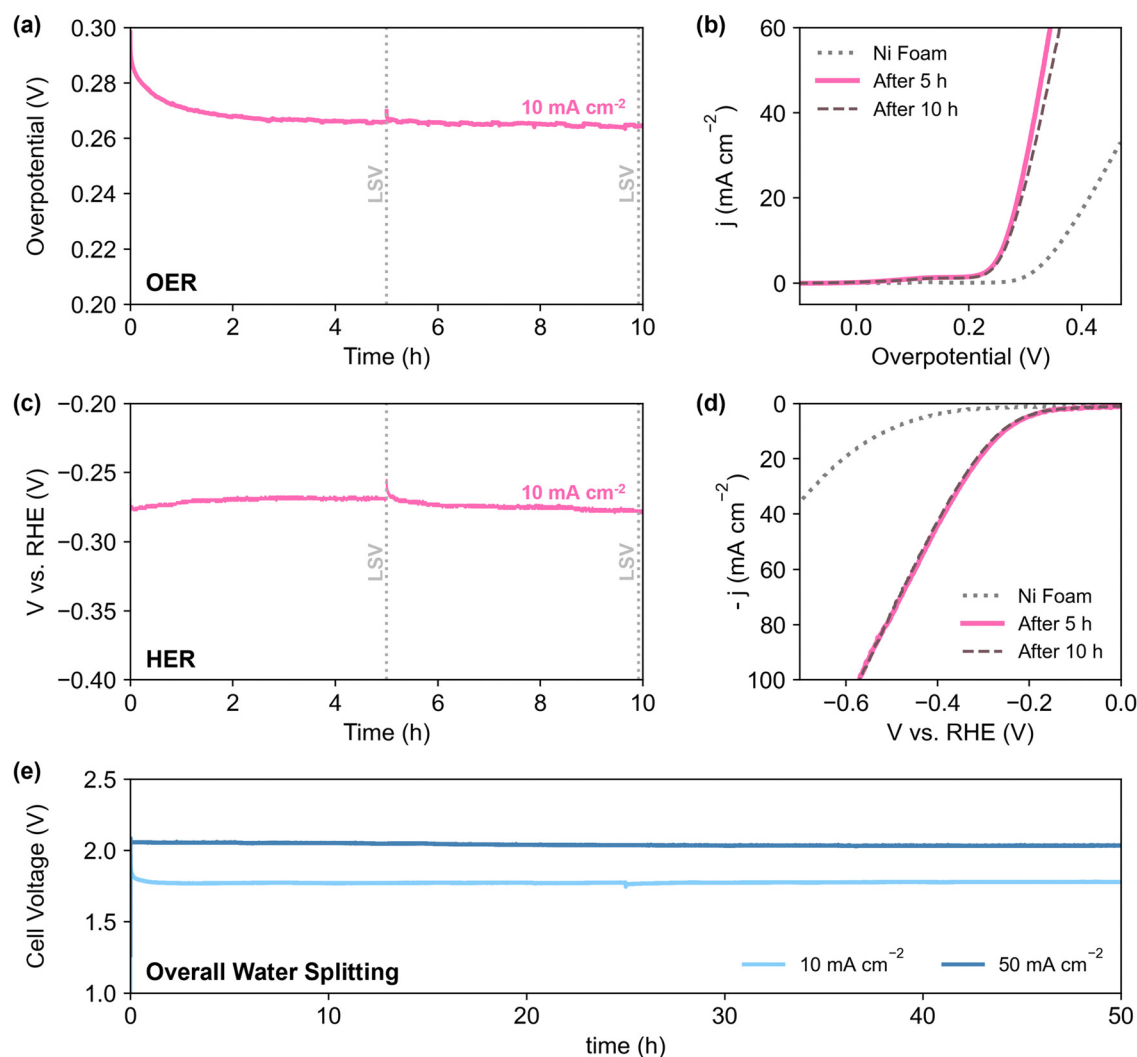 (a)
0.30
0.28
0.26
0.24
0.22
0.20
Overpotential (V)
10 mA cm⁻²
LSV
LSV
OER
0
2
4
6
8
10
Time (h)
(b)
60
40
20
0
j (mA cm⁻²)
Ni Foam
After 5 h
After 10 h
0.0
0.2
0.4
Overpotential (V)
(c)
−0.20
−0.25
−0.30
−0.35
−0.40
V vs. RHE (V)
10 mA cm⁻²
LSV
LSV
HER
0
2
4
6
8
10
Time (h)
(d)
0
20
40
60
80
100
- j (mA cm⁻²)
Ni Foam
After 5 h
After 10 h
−0.6
−0.4
−0.2
0.0
V vs. RHE (V)
(e)
2.5
2.0
1.5
1.0
Cell Voltage (V)
Overall Water Splitting
10 mA cm⁻²
50 mA cm⁻²
0
10
20
30
40
50
time (h)